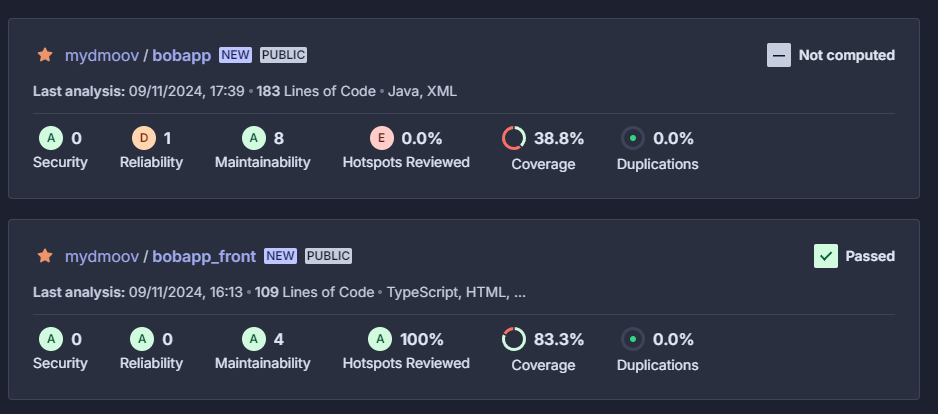 mydmoov / bobapp NEW PUBLIC Not computed
Last analysis: 09/11/2024, 17:39 • 183 Lines of Code • Java, XML
A 0 D 1 A 8 E 0.0% 38.8% 0.0%
Security Reliability Maintainability Hotspots Reviewed Coverage Duplications
mydmoov / bobapp_front NEW PUBLIC Passed
Last analysis: 09/11/2024, 16:13 • 109 Lines of Code • TypeScript, HTML, ...
A 0 A 0 A 4 A 100% 83.3% 0.0%
Security Reliability Maintainability Hotspots Reviewed Coverage Duplications